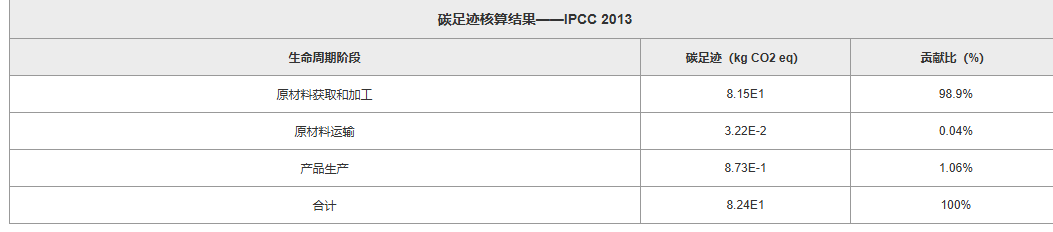 碳足迹核算结果——IPCC 2013
生命周期阶段 碳足迹（kg CO2 eq） 贡献比（%）
原材料获取和加工 8.15E1 98.9%
原材料运输 3.22E-2 0.04%
产品生产 8.73E-1 1.06%
合计 8.24E1 100%